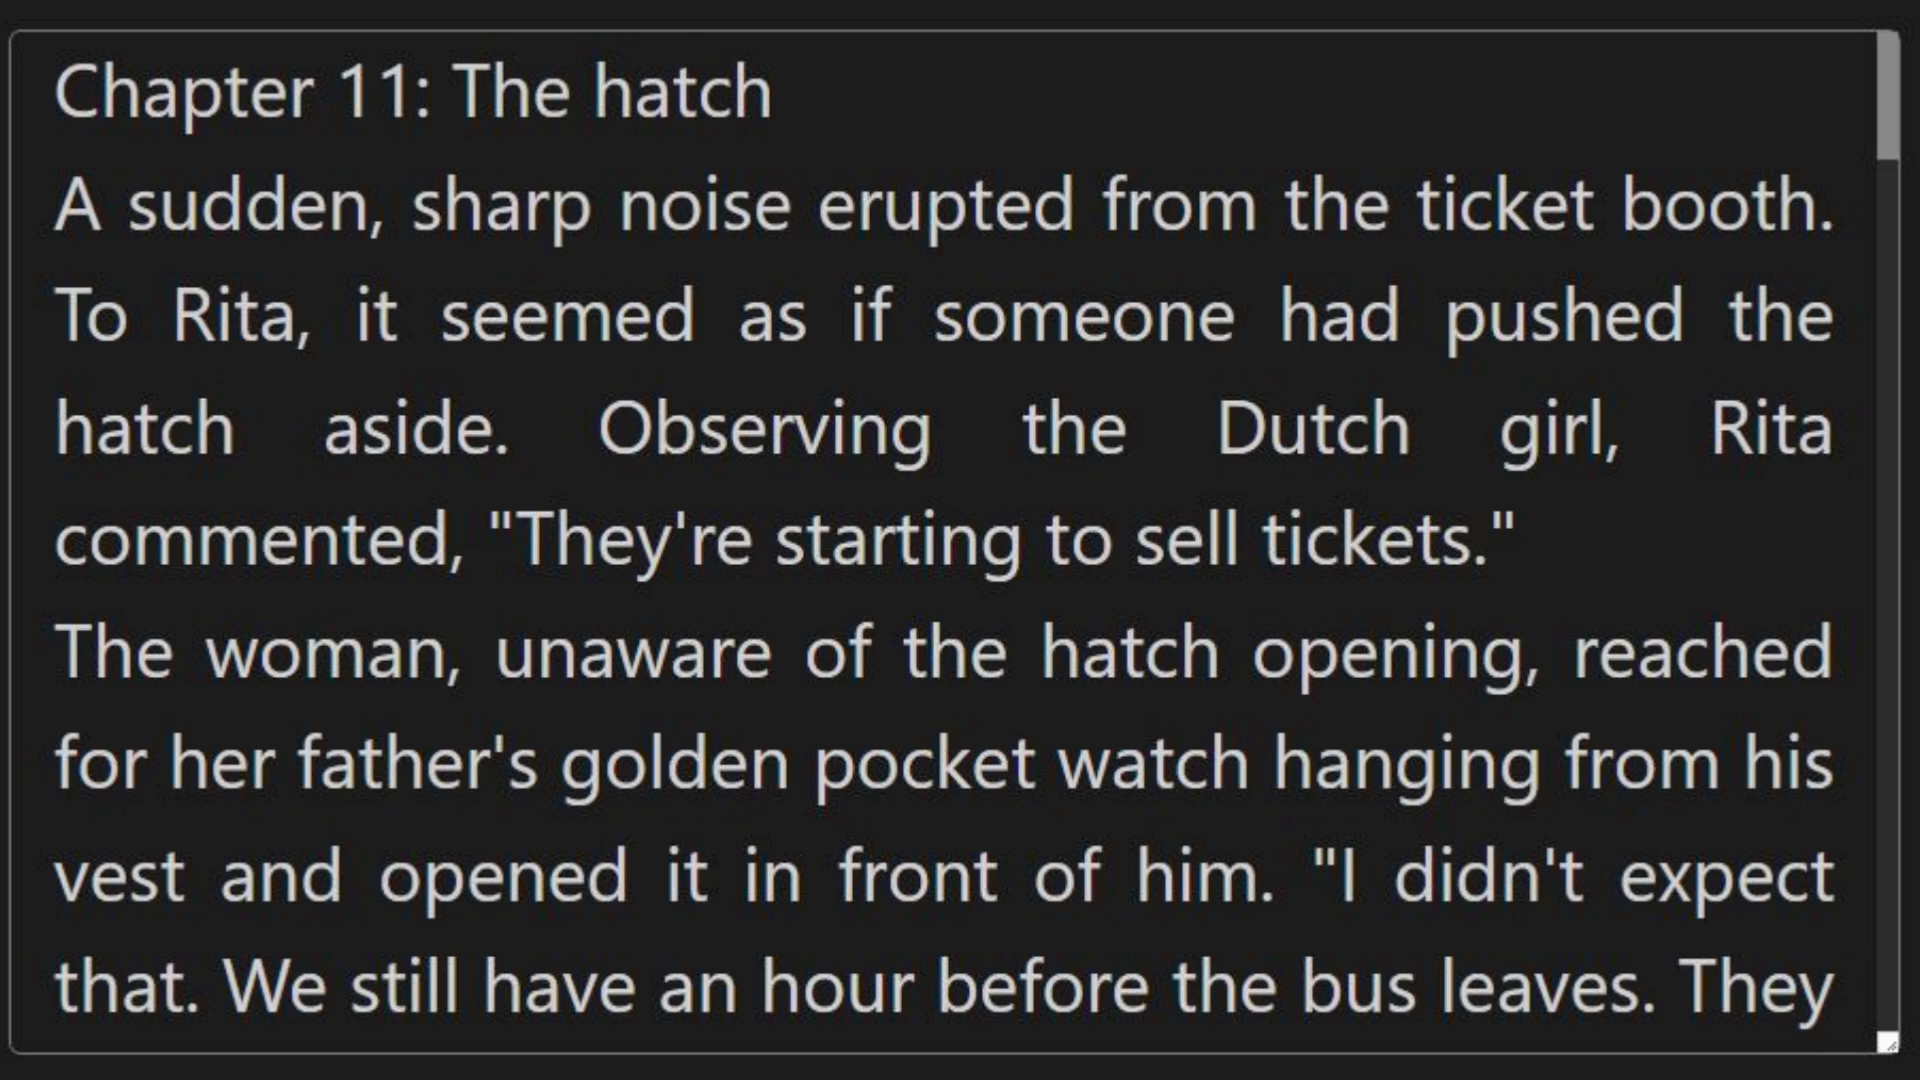 Chapter 11: The hatch
A sudden, sharp noise erupted from the ticket booth.
To Rita, it seemed as if someone had pushed the
hatch aside. Observing the Dutch girl, Rita
commented, "They're starting to sell tickets."
The woman, unaware of the hatch opening, reached
for her father's golden pocket watch hanging from his
vest and opened it in front of him. "I didn't expect
that. We still have an hour before the bus leaves. They